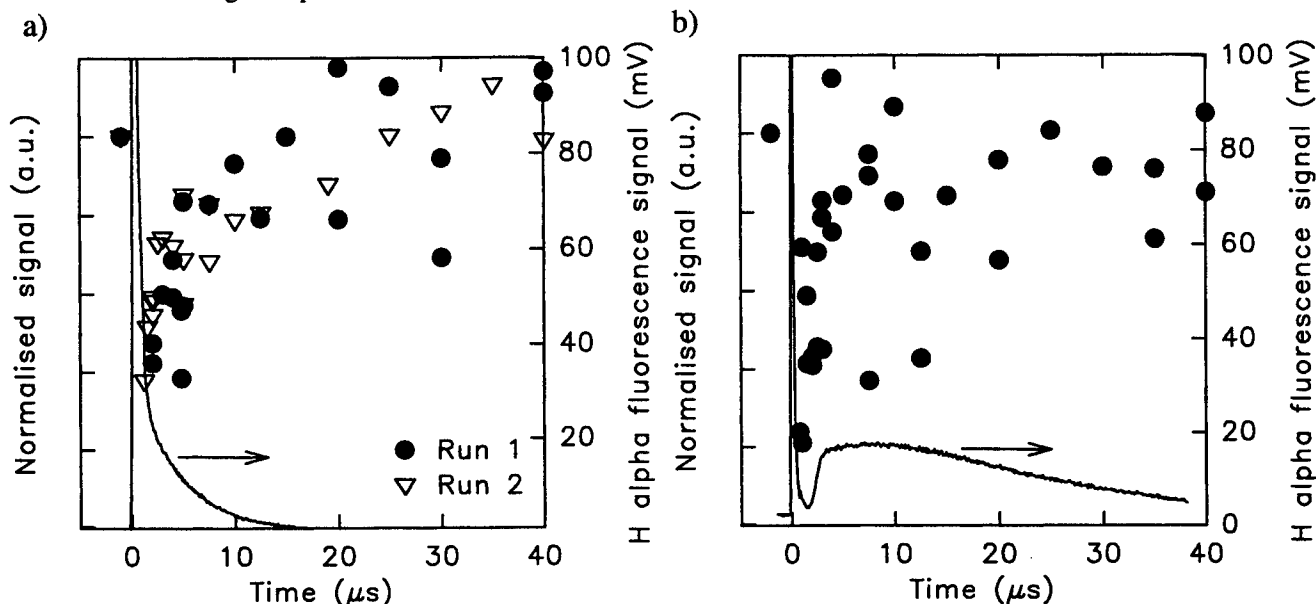 a)
Normalised signal (a.u.)
100
80
60
40
20
H alpha fluorescence signal (mV)
Run 1
Run 2
0 10 20 30 40
Time (μs)
b)
Normalised signal (a.u.)
100
80
60
40
20
0
H alpha fluorescence signal (mV)
0 10 20 30 40
Time (μs)